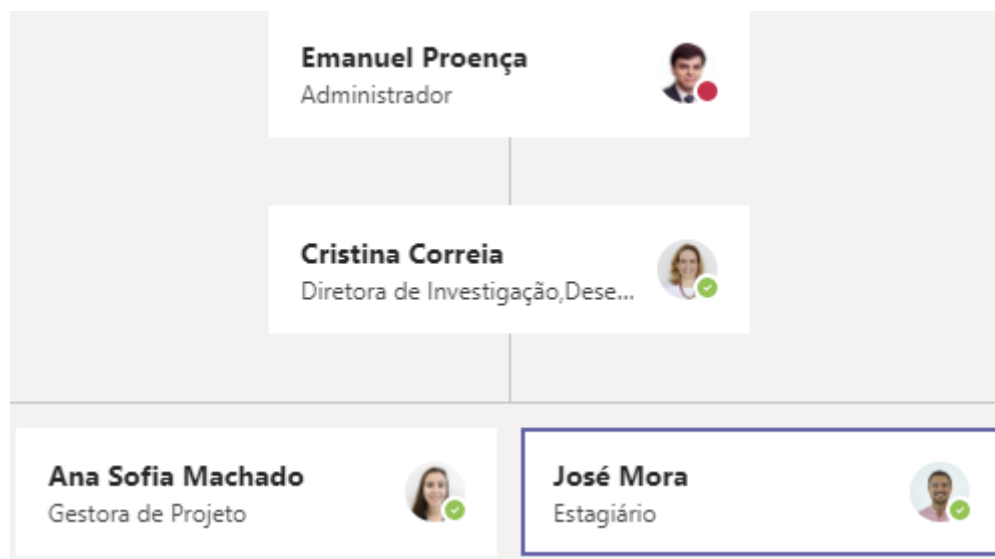 Emanuel Proença
Administrador
Cristina Correia
Diretora de Investigação,Dese...
Ana Sofia Machado
Gestora de Projeto
José Mora
Estagiário